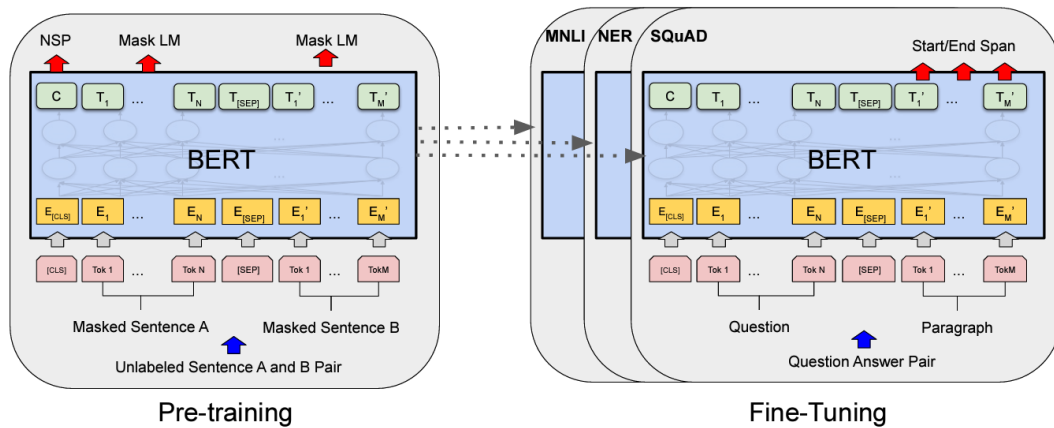 NSP Mask LM Mask LM
C T1 ... TN T[SEP] T1' ... TM'
...
BERT
...
E[CLS] E1 ... EN E[SEP] E1' ... EM'
[CLS] Tok 1 ... Tok N [SEP] Tok 1 ... TokM
Masked Sentence A Masked Sentence B
Unlabeled Sentence A and B Pair
Pre-training
MNLI NER SQuAD
Start/End Span
C T1 ... TN T[SEP] T1' ... TM'
...
BERT
...
E[CLS] E1 ... EN E[SEP] E1' ... EM'
[CLS] Tok 1 ... Tok N [SEP] Tok 1 ... TokM
Question Paragraph
Question Answer Pair
Fine-Tuning